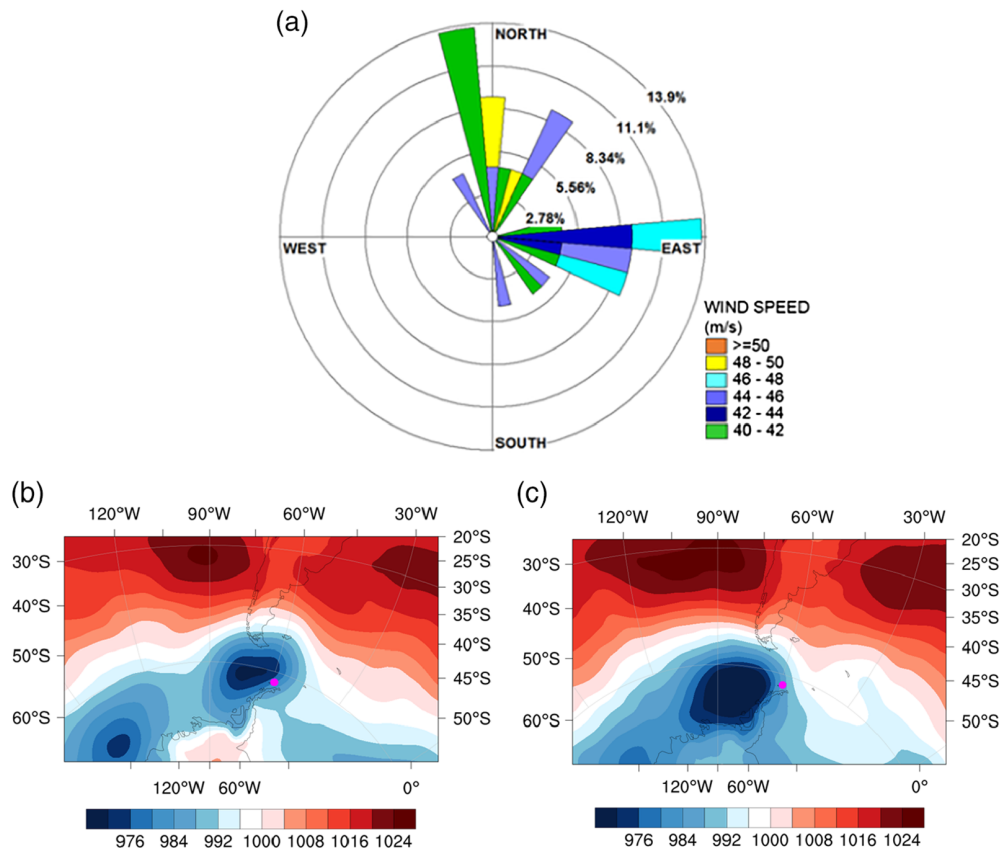 (a)
NORTH
13.9%
11.1%
8.34%
5.56%
2.78%
WEST
EAST
SOUTH
WIND SPEED
(m/s)
>=50
48 - 50
46 - 48
44 - 46
42 - 44
40 - 42
(b)
120°W 90°W 60°W 30°W
20°S
30°S
25°S
30°S
40°S
35°S
40°S
50°S
45°S
60°S
50°S
120°W 60°W 0°
976 984 992 1000 1008 1016 1024
(c)
120°W 90°W 60°W 30°W
20°S
30°S
25°S
30°S
40°S
35°S
40°S
50°S
45°S
60°S
50°S
120°W 60°W 0°
976 984 992 1000 1008 1016 1024